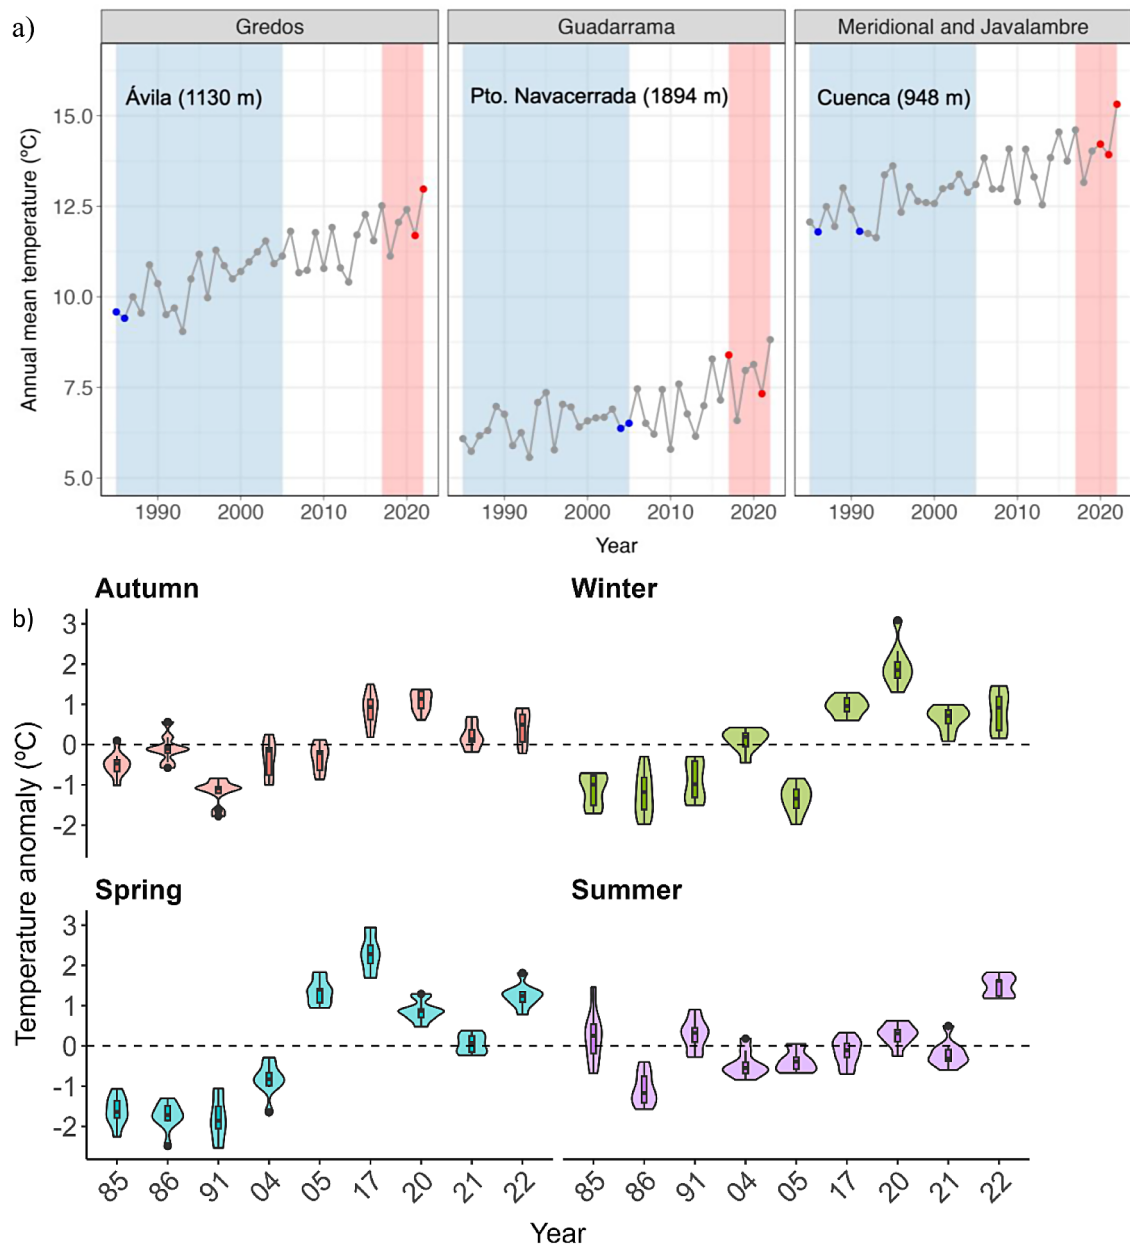 a)
Gredos
Guadarrama
Meridional and Javalambre
Ávila (1130 m)
Pto. Navacerrada (1894 m)
Cuenca (948 m)
Annual mean temperature (ºC)
15.0
12.5
10.0
7.5
5.0
1990 2000 2010 2020
1990 2000 2010 2020
1990 2000 2010 2020
Year
b)
Autumn
Winter
Temperature anomaly (ºC)
3
2
1
0
-1
-2
Spring
Summer
3
2
1
0
-1
-2
85 86 91 04 05 17 20 21 22
85 86 91 04 05 17 20 21 22
Year